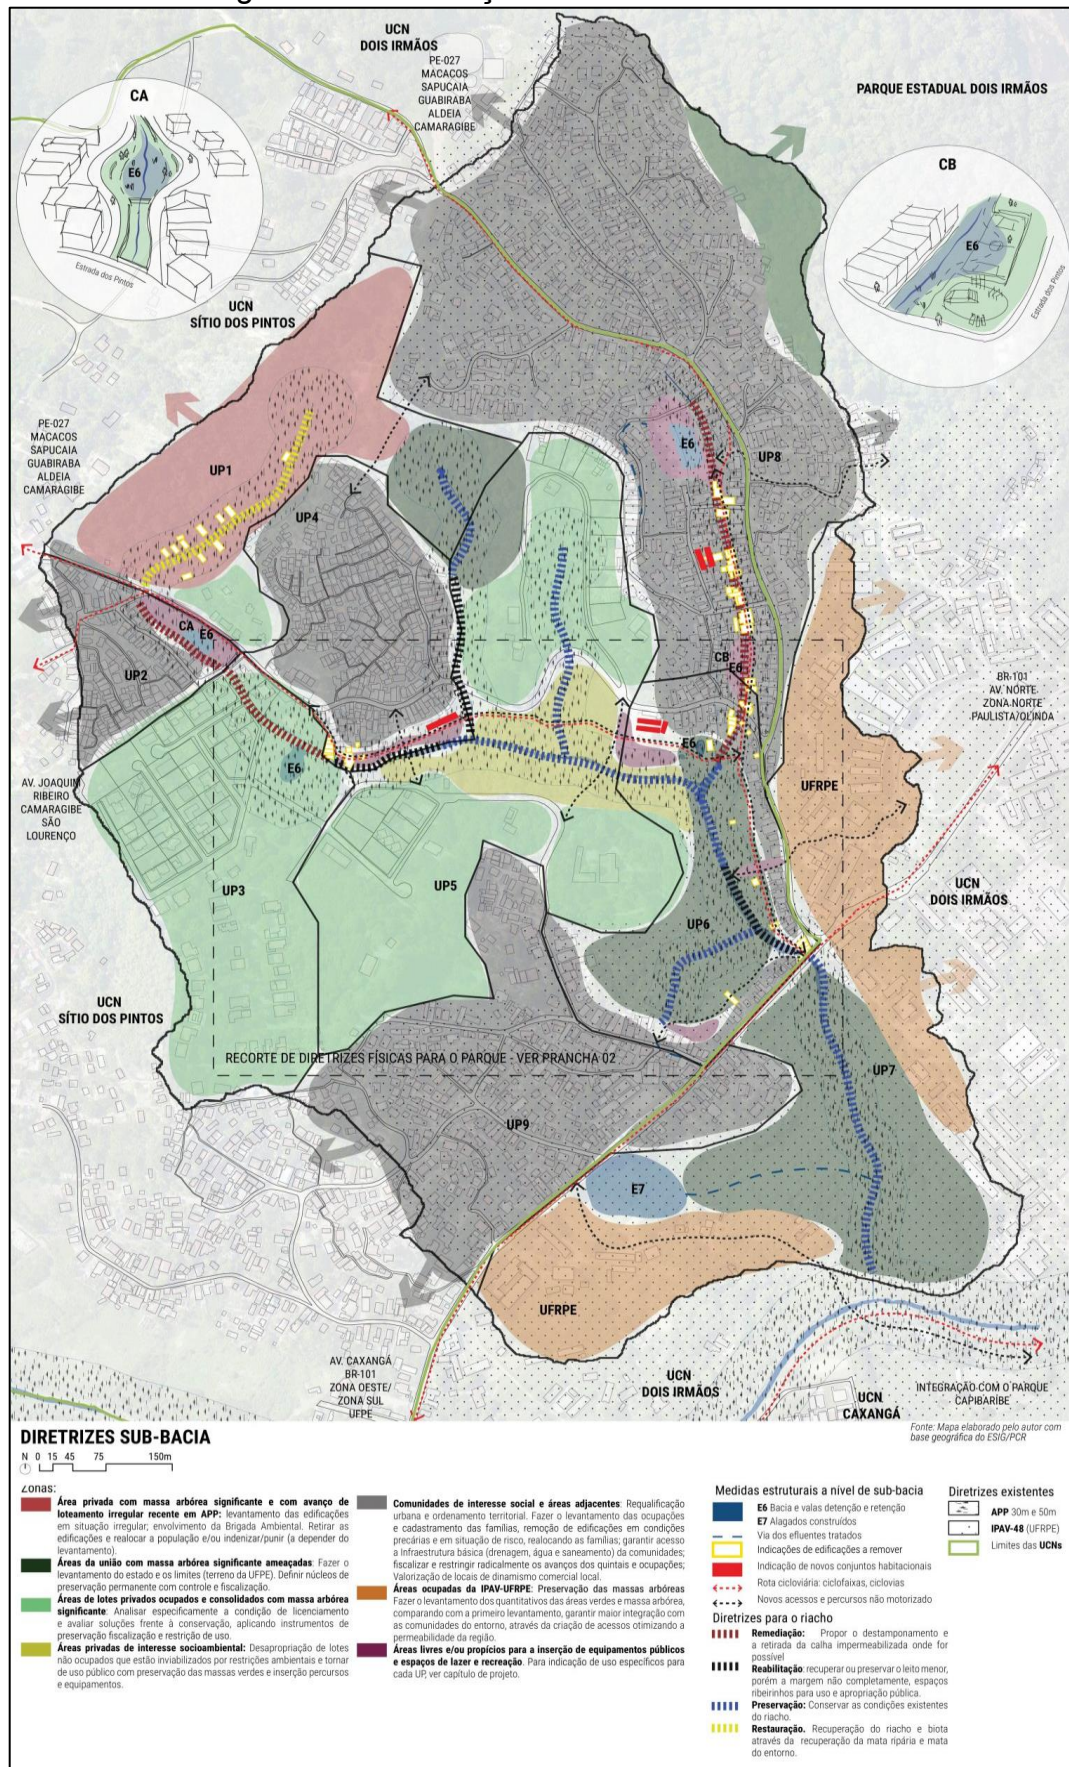 UCN
DOIS IRMÃOS
PE-027
MACACOS
SAPUCAIA
GUABIRABA
ALDEIA
CAMARAGIBE
PARQUE ESTADUAL DOIS IRMÃOS
CA
E6
Estrada dos Pintos
CB
E6
Estrada dos Pintos
UCN
SÍTIO DOS PINTOS
PE-027
MACACOS
SAPUCAIA
GUABIRABA
ALDEIA
CAMARAGIBE
UP1
UP4
E6
UP8
CA
E6
UP2
CB
E6
BR-101
AV. NORTE
ZONA NORTE
PAULISTA/OLINDA
E6
E6
UFRPE
AV. JOAQUIM
RIBEIRO
CAMARAGIBE
SÃO
LOURENÇO
UP3
UP5
UP6
UCN
DOIS IRMÃOS
UCN
SÍTIO DOS PINTOS
RECORTE DE DIRETRIZES FÍSICAS PARA O PARQUE - VER PRANCHA 02
UP7
UP9
E7
UFRPE
AV. CAXANGÁ
BR-101
ZONA OESTE/
ZONA SUL
UFPE
UCN
DOIS IRMÃOS
UCN
CAXANGÁ
INTEGRAÇÃO COM O PARQUE
CAPIBARIBE
Fonte: Mapa elaborado pelo autor com
base geográfica do ESIG/PCR
DIRETRIZES SUB-BACIA
N 0 15 45 75 150m
Zonas:
Área privada com massa arbórea significante e com avanço de
loteamento irregular recente em APP: levantamento das edificações
em situação irregular; envolvimento da Brigada Ambiental. Retirar as
edificações e realocar a população e/ou indenizar/punir (a depender do
levantamento).
Áreas da união com massa arbórea significante ameaçadas: Fazer o
levantamento do estado e os limites (terreno da UFPE). Definir núcleos de
preservação permanente com controle e fiscalização.
Áreas de lotes privados ocupados e consolidados com massa arbórea
significante: Analisar especificamente a condição de licenciamento
e avaliar soluções frente à conservação, aplicando instrumentos de
preservação fiscalização e restrição de uso.
Áreas privadas de interesse socioambiental: Desapropriação de lotes
não ocupados que estão inviabilizados por restrições ambientais e tornar
de uso público com preservação das massas verdes e inserção percursos
e equipamentos.
Comunidades de interesse social e áreas adjacentes: Requalificação
urbana e ordenamento territorial. Fazer o levantamento das ocupações
e cadastramento das famílias, remoção de edificações em condições
precárias e em situação de risco, realocando as famílias; garantir acesso
a Infraestrutura básica (drenagem, água e saneamento) da comunidades;
fiscalizar e restringir radicalmente os avanços dos quintais e ocupações;
Valorização de locais de dinamismo comercial local.
Áreas ocupadas da IPAV-UFRPE: Preservação das massas arbóreas
Fazer o levantamento dos quantitativos das áreas verdes e massa arbórea,
comparando com a primeiro levantamento, garantir maior integração com
as comunidades do entorno, através da criação de acessos otimizando a
permeabilidade da região.
Áreas livres e/ou propícios para a inserção de equipamentos públicos
e espaços de lazer e recreação. Para indicação de uso específicos para
cada UP, ver capítulo de projeto.
Medidas estruturais a nível de sub-bacia
E6 Bacia e valas detenção e retenção
E7 Alagados construídos
Via dos efluentes tratados
Indicações de edificações a remover
Indicação de novos conjuntos habitacionais
Rota cicloviária: ciclofaixas, ciclovias
Novos acessos e percursos não motorizado
Diretrizes para o riacho
Remediação: Propor o destamponamento e
a retirada da calha impermeabilizada onde for
possível
Reabilitação: recuperar ou preservar o leito menor,
porém a margem não completamente, espaços
ribeirinhos para uso e apropriação pública.
Preservação: Conservar as condições existentes
do riacho.
Restauração. Recuperação do riacho e biota
através da recuperação da mata ripária e mata
do entorno.
Diretrizes existentes
APP 30m e 50m
IPAV-48 (UFRPE)
Limites das UCNs